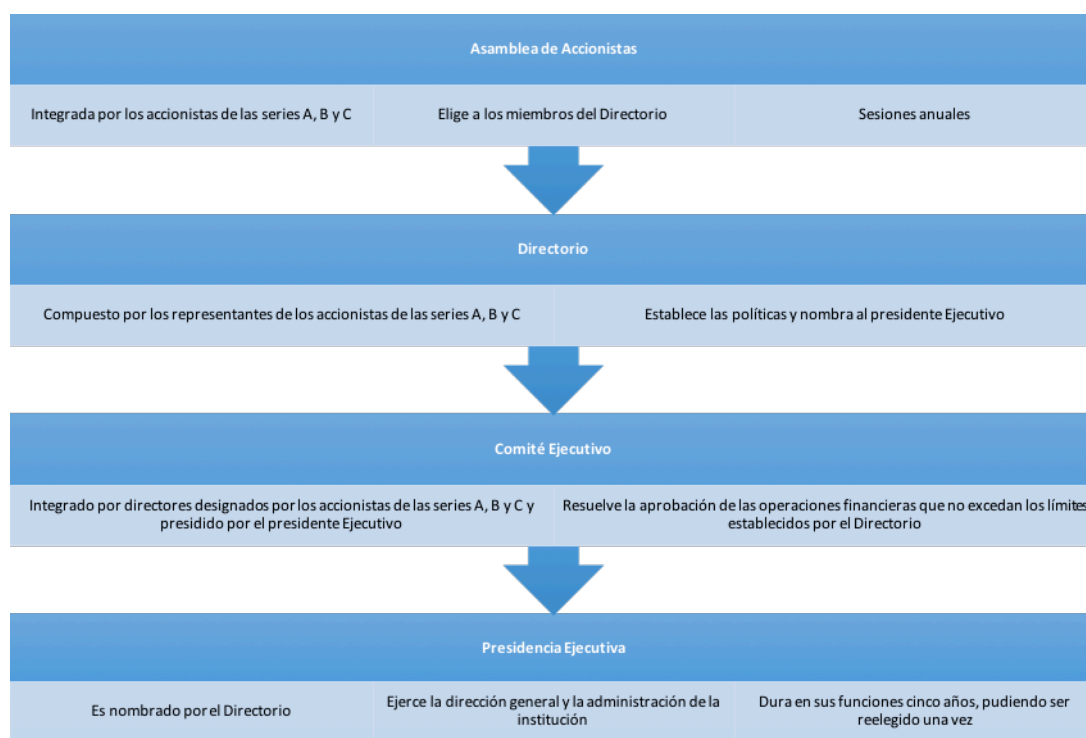 Asamblea de Accionistas
Integrada por los accionistas de las series A, B y C
Elige a los miembros del Directorio
Sesiones anuales
Directorio
Compuesto por los representantes de los accionistas de las series A, B y C
Establece las políticas y nombra al presidente Ejecutivo
Comité Ejecutivo
Integrado por directores designados por los accionistas de las series A, B y C y
presidido por el presidente Ejecutivo
Resuelve la aprobación de las operaciones financieras que no excedan los límites
establecidos por el Directorio
Presidencia Ejecutiva
Es nombrado por el Directorio
Ejerce la dirección general y la administración de la
institución
Dura en sus funciones cinco años, pudiendo ser
reelegido una vez